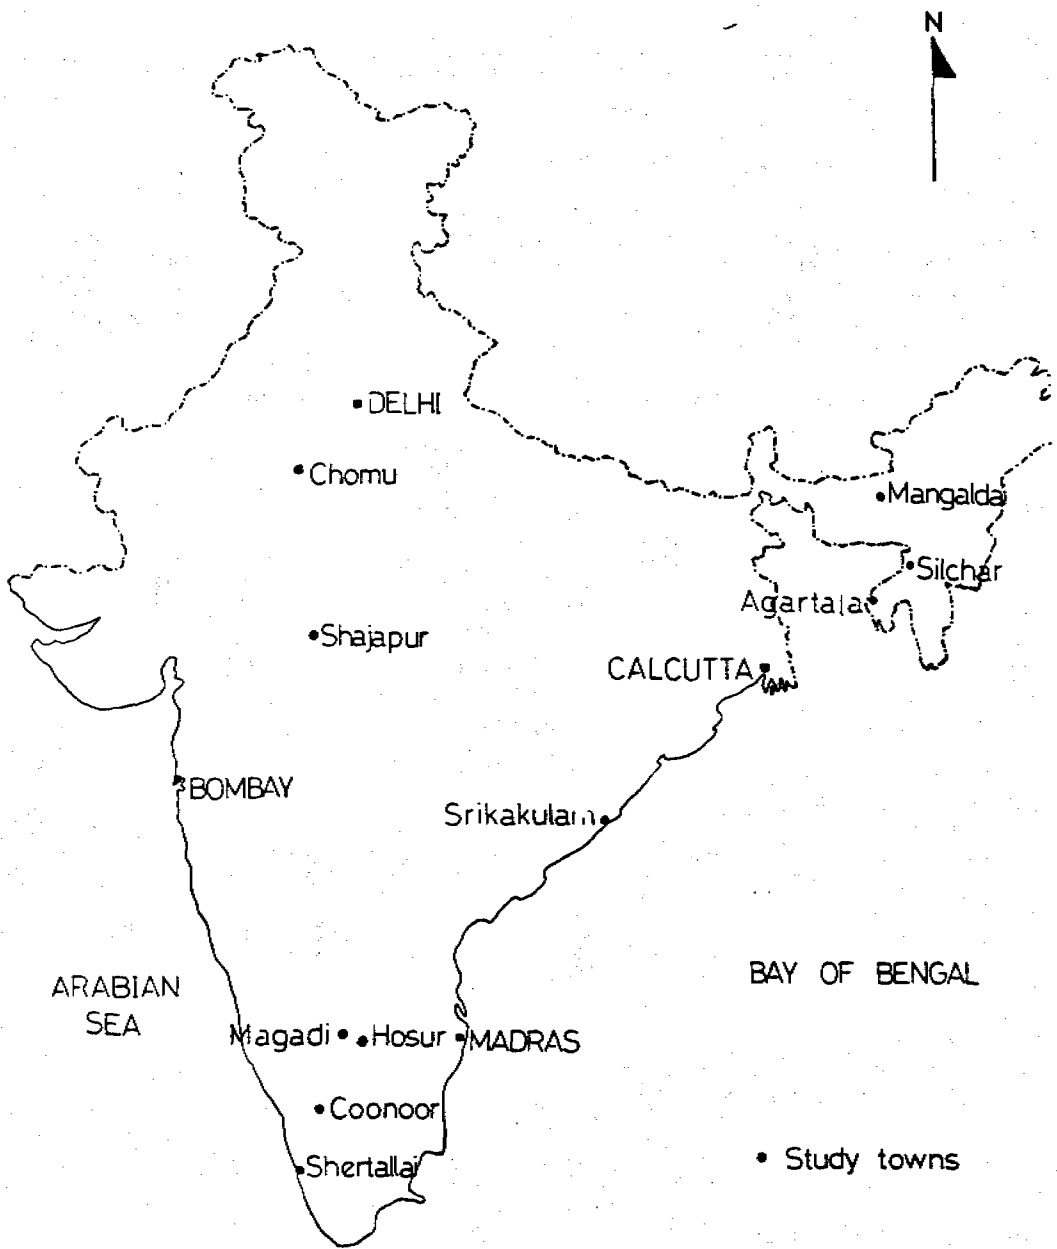 N
DELHI
Chomu
Mangaldai
Silchar
Agartala
Shajapur
CALCUTTA
BOMBAY
Srikakulam
ARABIAN
SEA
BAY OF BENGAL
Magadi
Hosur
MADRAS
Coonoor
Shertallai
Study towns